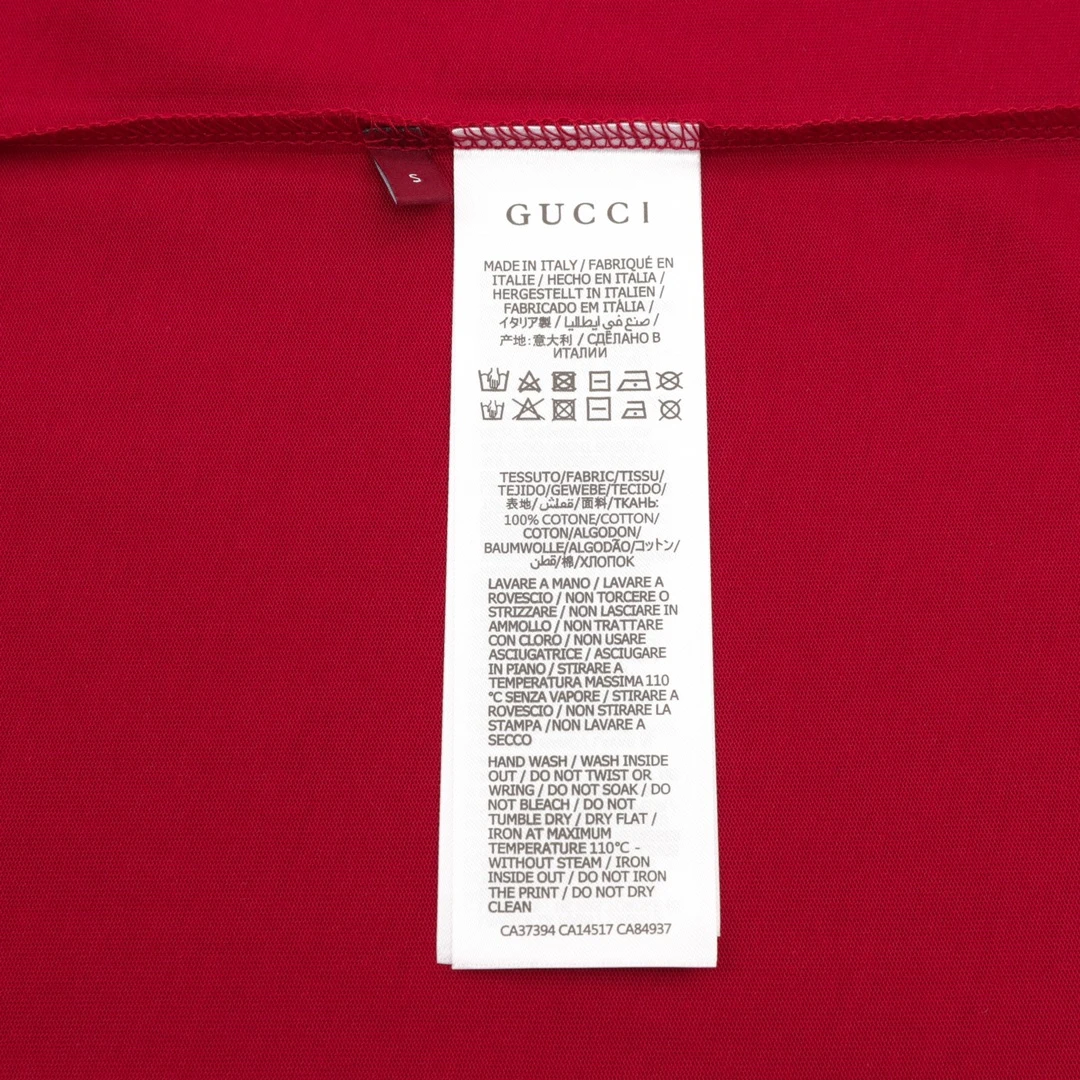 S
GUCCI
MADE IN ITALY / FABRIQUÉ EN
ITALIE / HECHO EN ITALIA /
HERGESTELLT IN ITALIEN /
FABRICADO EM ITÁLIA /
イタリア製 / صنع في ايطاليا /
产地:意大利 / СДЕЛАНО В
ИТАЛИИ
TESSUTO/FABRIC/TISSU/
TEJIDO/GEWEBE/TECIDO/
表地/قماش/面料/ТКАНЬ:
100% COTONE/COTTON/
COTON/ALGODON/
BAUMWOLLE/ALGODÃO/コットン/
قطن/棉/ХЛОПОК
LAVARE A MANO / LAVARE A
ROVESCIO / NON TORCERE O
STRIZZARE / NON LASCIARE IN
AMMOLLO / NON TRATTARE
CON CLORO / NON USARE
ASCIUGATRICE / ASCIUGARE
IN PIANO / STIRARE A
TEMPERATURA MASSIMA 110
°C SENZA VAPORE / STIRARE A
ROVESCIO / NON STIRARE LA
STAMPA /NON LAVARE A
SECCO
HAND WASH / WASH INSIDE
OUT / DO NOT TWIST OR
WRING / DO NOT SOAK / DO
NOT BLEACH / DO NOT
TUMBLE DRY / DRY FLAT /
IRON AT MAXIMUM
TEMPERATURE 110°C -
WITHOUT STEAM / IRON
INSIDE OUT / DO NOT IRON
THE PRINT / DO NOT DRY
CLEAN
CA37394 CA14517 CA84937